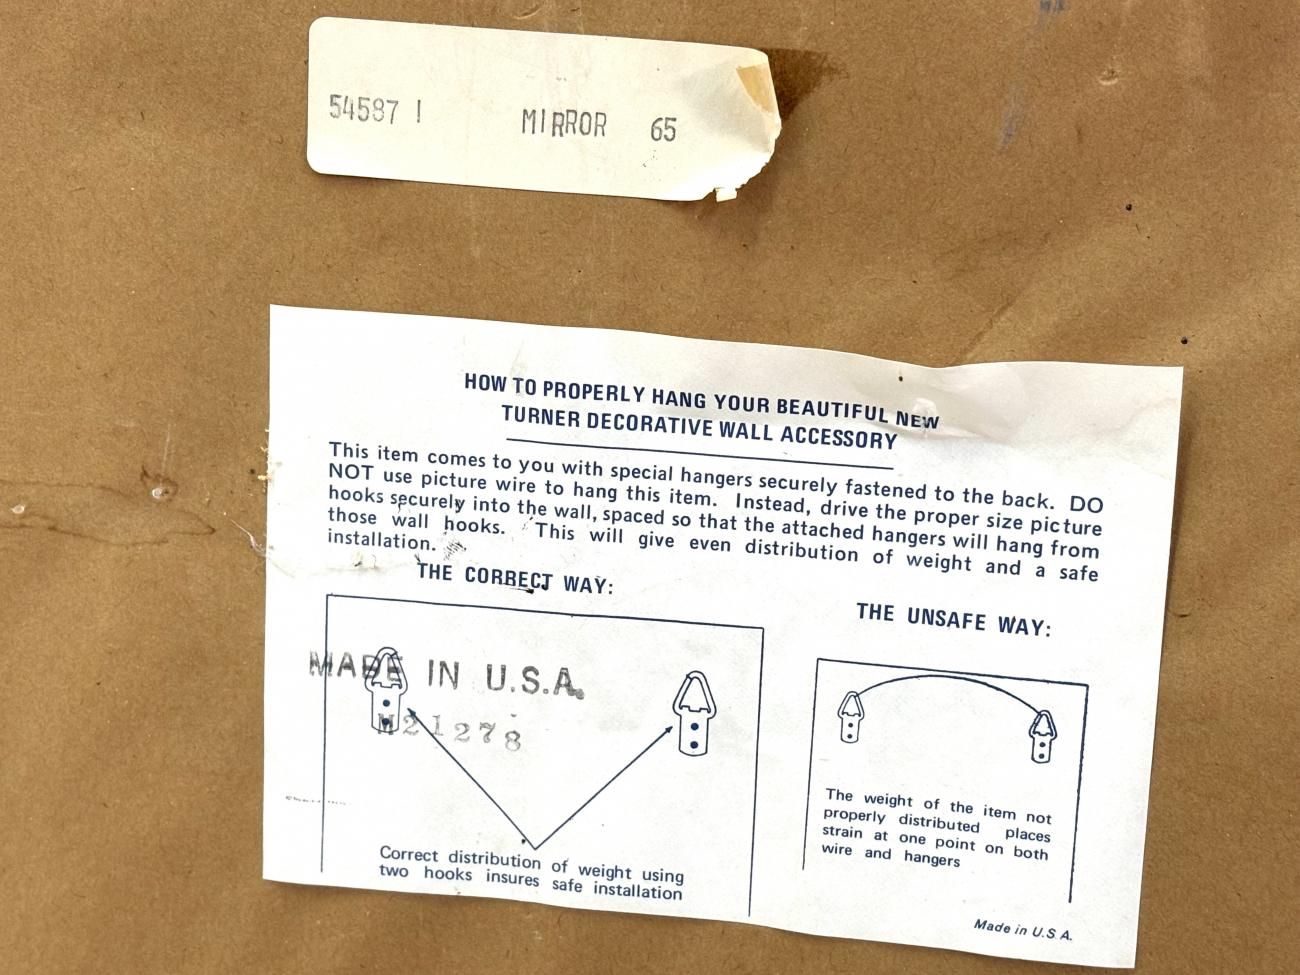 54587 1 MIRROR 65
HOW TO PROPERLY HANG YOUR BEAUTIFUL NEW
TURNER DECORATIVE WALL ACCESSORY
This item comes to you with special hangers securely fastened to the back. DO
NOT use picture wire to hang this item. Instead, drive the proper size picture
hooks securely into the wall, spaced so that the attached hangers will hang from
those wall hooks. This will give even distribution of weight and a safe
installation.
THE CORRECT WAY:
MADE IN U.S.A.
M21278
Correct distribution of weight using
two hooks insures safe installation
THE UNSAFE WAY:
The weight of the item not
properly distributed places
strain at one point on both
wire and hangers
Made in U.S.A.